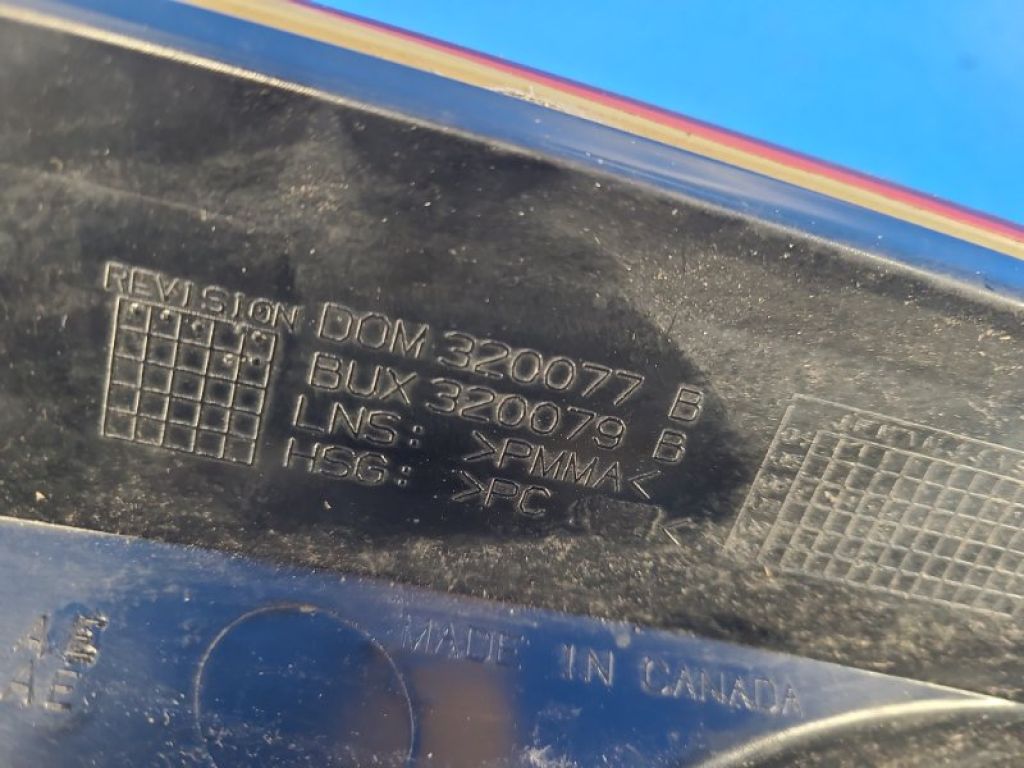 REVISION
DOM 320077 B
BUX 320079 B
LNS: >PMMA<
HSG: >PC <
MADE IN CANADA